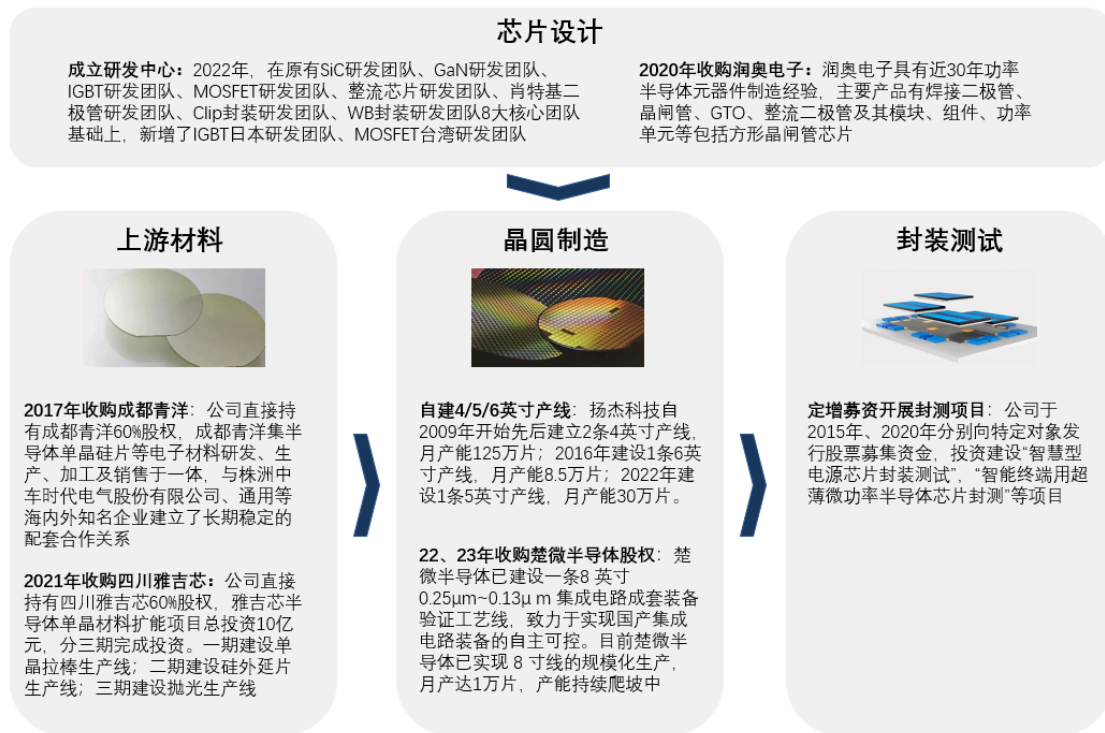 芯片设计
成立研发中心：2022年，在原有SiC研发团队、GaN研发团队、
IGBT研发团队、MOSFET研发团队、整流芯片研发团队、肖特基二
极管研发团队、Clip封装研发团队、WB封装研发团队8大核心团队
基础上，新增了IGBT日本研发团队、MOSFET台湾研发团队
2020年收购润奥电子：润奥电子具有近30年功率
半导体元器件制造经验，主要产品有焊接二极管、
晶闸管、GTO、整流二极管及其模块、组件、功率
单元等包括方形晶闸管芯片
上游材料
2017年收购成都青洋：公司直接持
有成都青洋60%股权，成都青洋集半
导体单晶硅片等电子材料研发、生
产、加工及销售于一体，与株洲中
车时代电气股份有限公司、通用等
海内外知名企业建立了长期稳定的
配套合作关系
2021年收购四川雅吉芯：公司直接
持有四川雅吉芯60%股权，雅吉芯半
导体单晶材料扩能项目总投资10亿
元，分三期完成投资。一期建设单
晶拉棒生产线；二期建设硅外延片
生产线；三期建设抛光生产线
晶圆制造
自建4/5/6英寸产线：扬杰科技自
2009年开始先后建立2条4英寸产线，
月产能125万片；2016年建设1条6英
寸产线，月产能8.5万片；2022年建
设1条5英寸产线，月产能30万片。
22、23年收购楚微半导体股权：楚
微半导体已建设一条8 英寸
0.25μm~0.13μ m 集成电路成套装备
验证工艺线，致力于实现国产集成
电路装备的自主可控。目前楚微半
导体已实现 8 寸线的规模化生产，
月产达1万片，产能持续爬坡中
封装测试
定增募资开展封测项目：公司于
2015年、2020年分别向特定对象发
行股票募集资金，投资建设“智慧型
电源芯片封装测试”，“智能终端用超
薄微功率半导体芯片封测”等项目